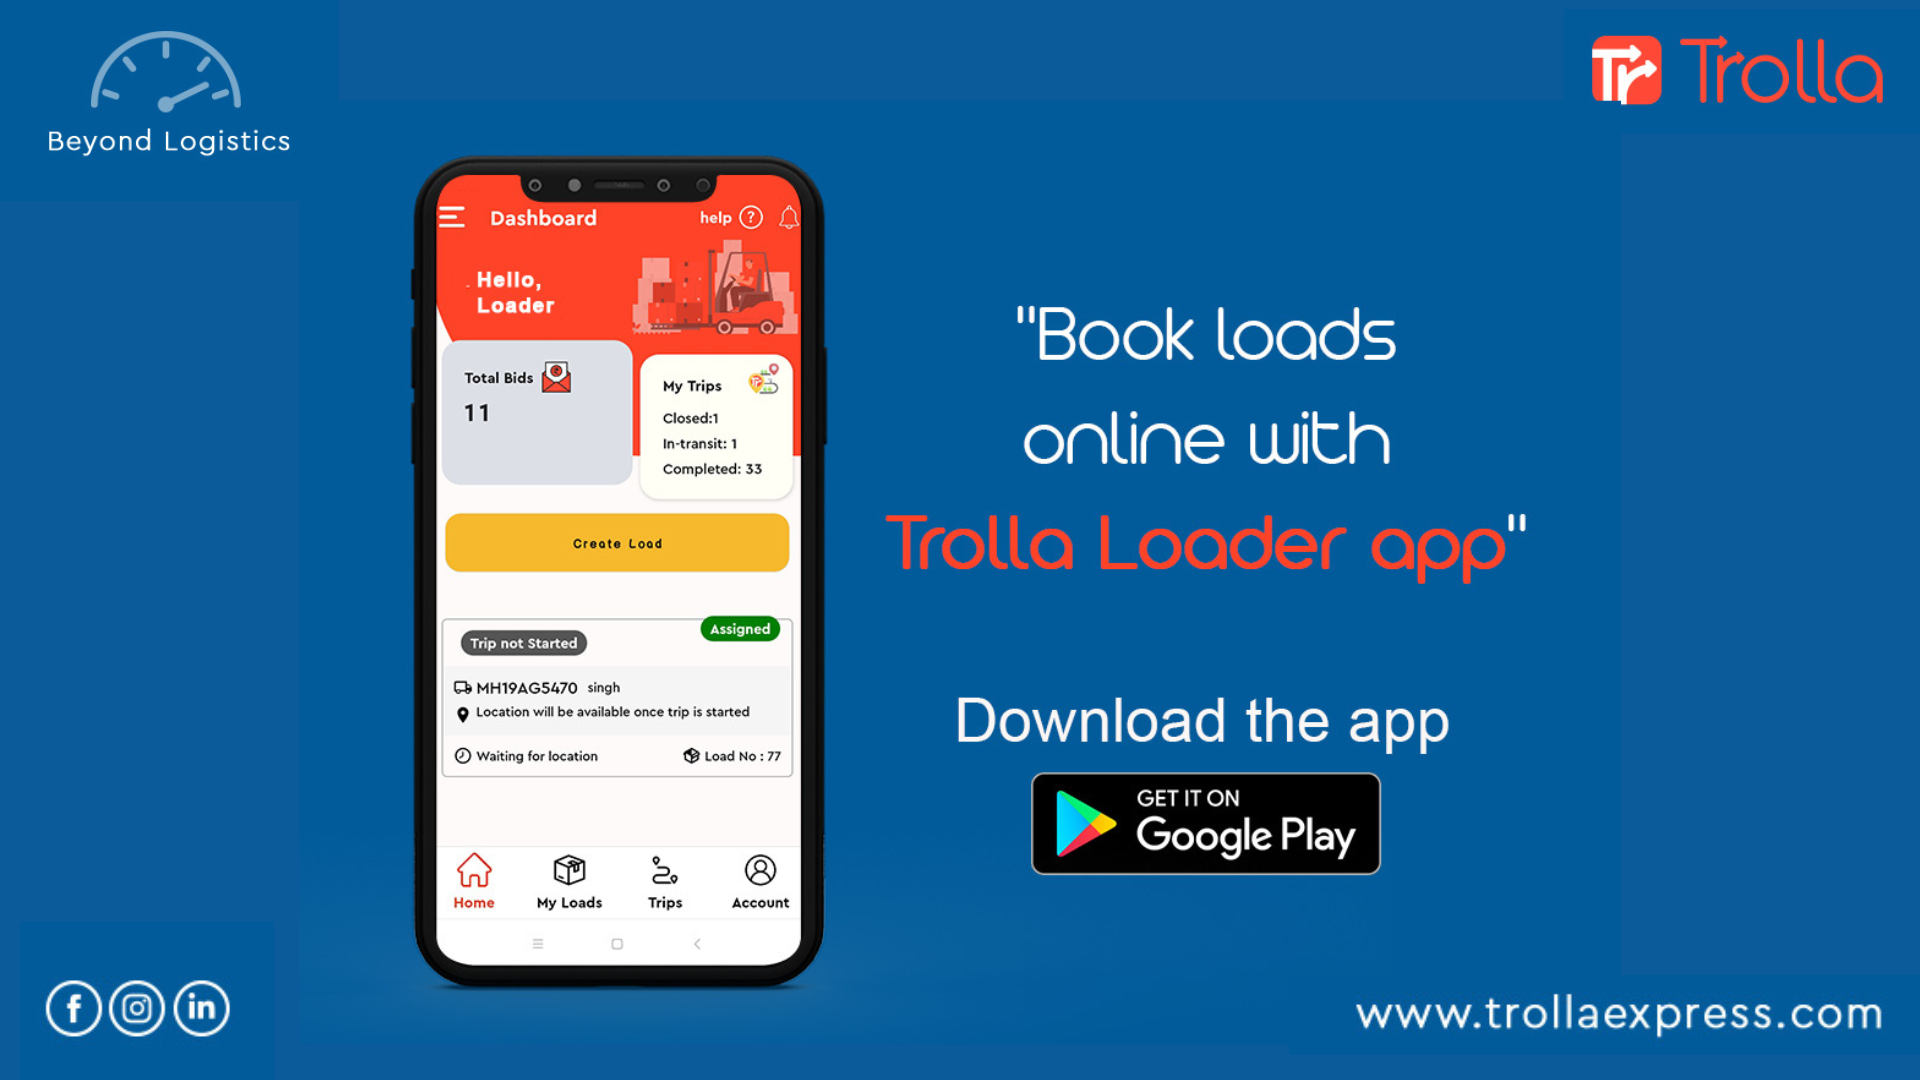 Beyond Logistics
Tr Trolla
Dashboard
help ?
Hello,
Loader
Total Bids
11
My Trips
Closed:1
In-transit: 1
Completed: 33
Create Load
Assigned
Trip not Started
MH19AG5470 singh
Location will be available once trip is started
Waiting for location
Load No : 77
Home
My Loads
Trips
Account
"Book loads
online with
Trolla Loader app"
Download the app
GET IT ON
Google Play
f in
www.trollaexpress.com